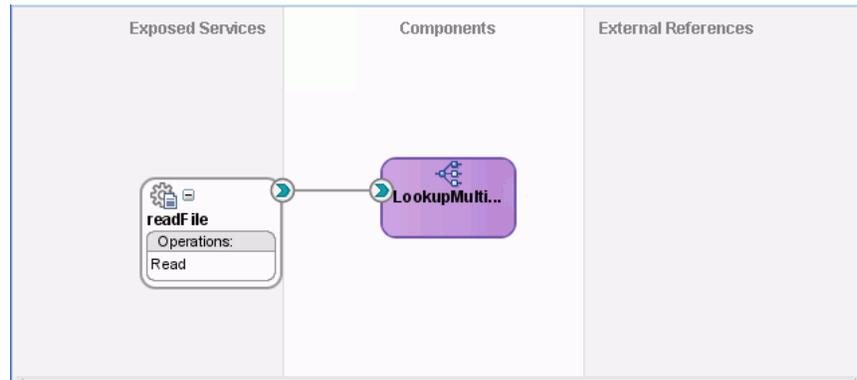 Exposed Services
Components
External References
readFile
Operations:
Read
LookupMulti...